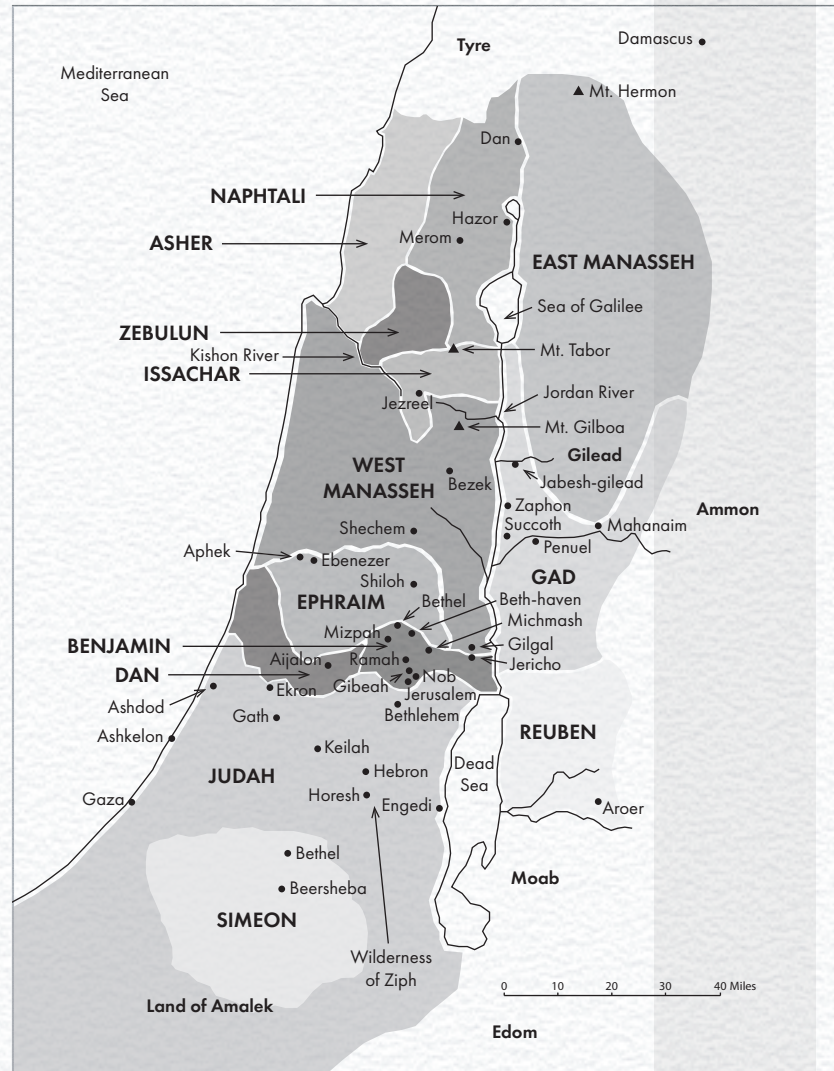 Tyre
Damascus
Mediterranean
Sea
Mt. Hermon
Dan
NAPHTALI
Hazor
Merom
ASHER
EAST MANASSEH
Sea of Galilee
ZEBULUN
Kishon River
Mt. Tabor
ISSACHAR
Jordan River
Jezreel
Mt. Gilboa
Gilead
WEST
MANASSEH
Bezek
Jabesh-gilead
Zaphon
Ammon
Succoth
Mahanaim
Shechem
Penuel
Aphek
Ebenezer
Shiloh
GAD
EPHRAIM
Bethel
Beth-haven
Michmash
Mizpah
BENJAMIN
Gilgal
Aijalon
Ramah
Jericho
DAN
Nob
Gibeah
Ekron
Jerusalem
Ashdod
Gath
Bethlehem
Ashkelon
REUBEN
Keilah
Dead
Sea
JUDAH
Hebron
Gaza
Horesh
Engedi
Aroer
Bethel
Moab
Beersheba
SIMEON
Wilderness
of Ziph
0 10 20 30 40 Miles
Land of Amalek
Edom